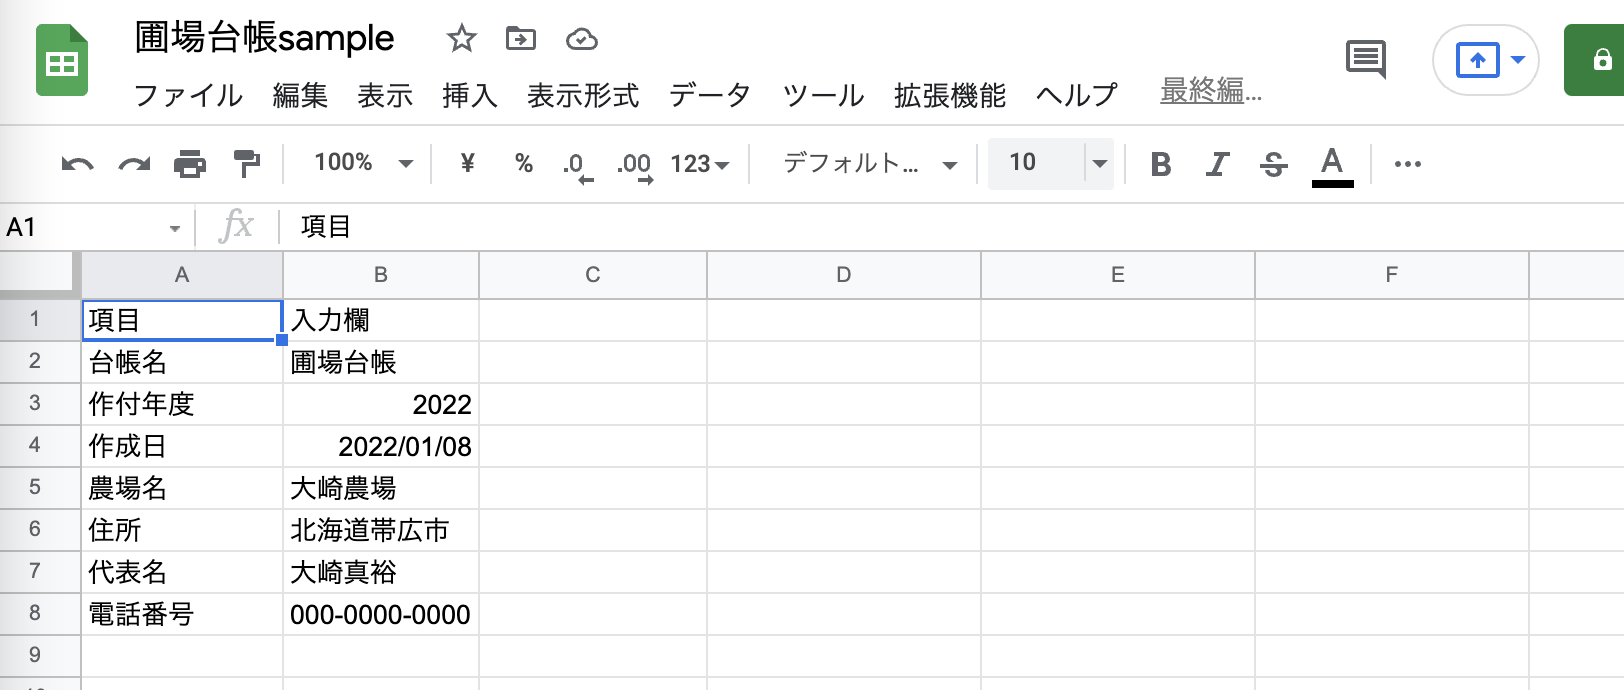 圃場台帳sample
ファイル 編集 表示 挿入 表示形式 データ ツール 拡張機能 ヘルプ 最終編...
100% ¥ % .0 .00 123 デフォルト... 10 B I S A ...
A1 fx 項目
A B C D E F
1 項目 入力欄
2 台帳名 圃場台帳
3 作付年度 2022
4 作成日 2022/01/08
5 農場名 大崎農場
6 住所 北海道帯広市
7 代表名 大崎真裕
8 電話番号 000-0000-0000
9